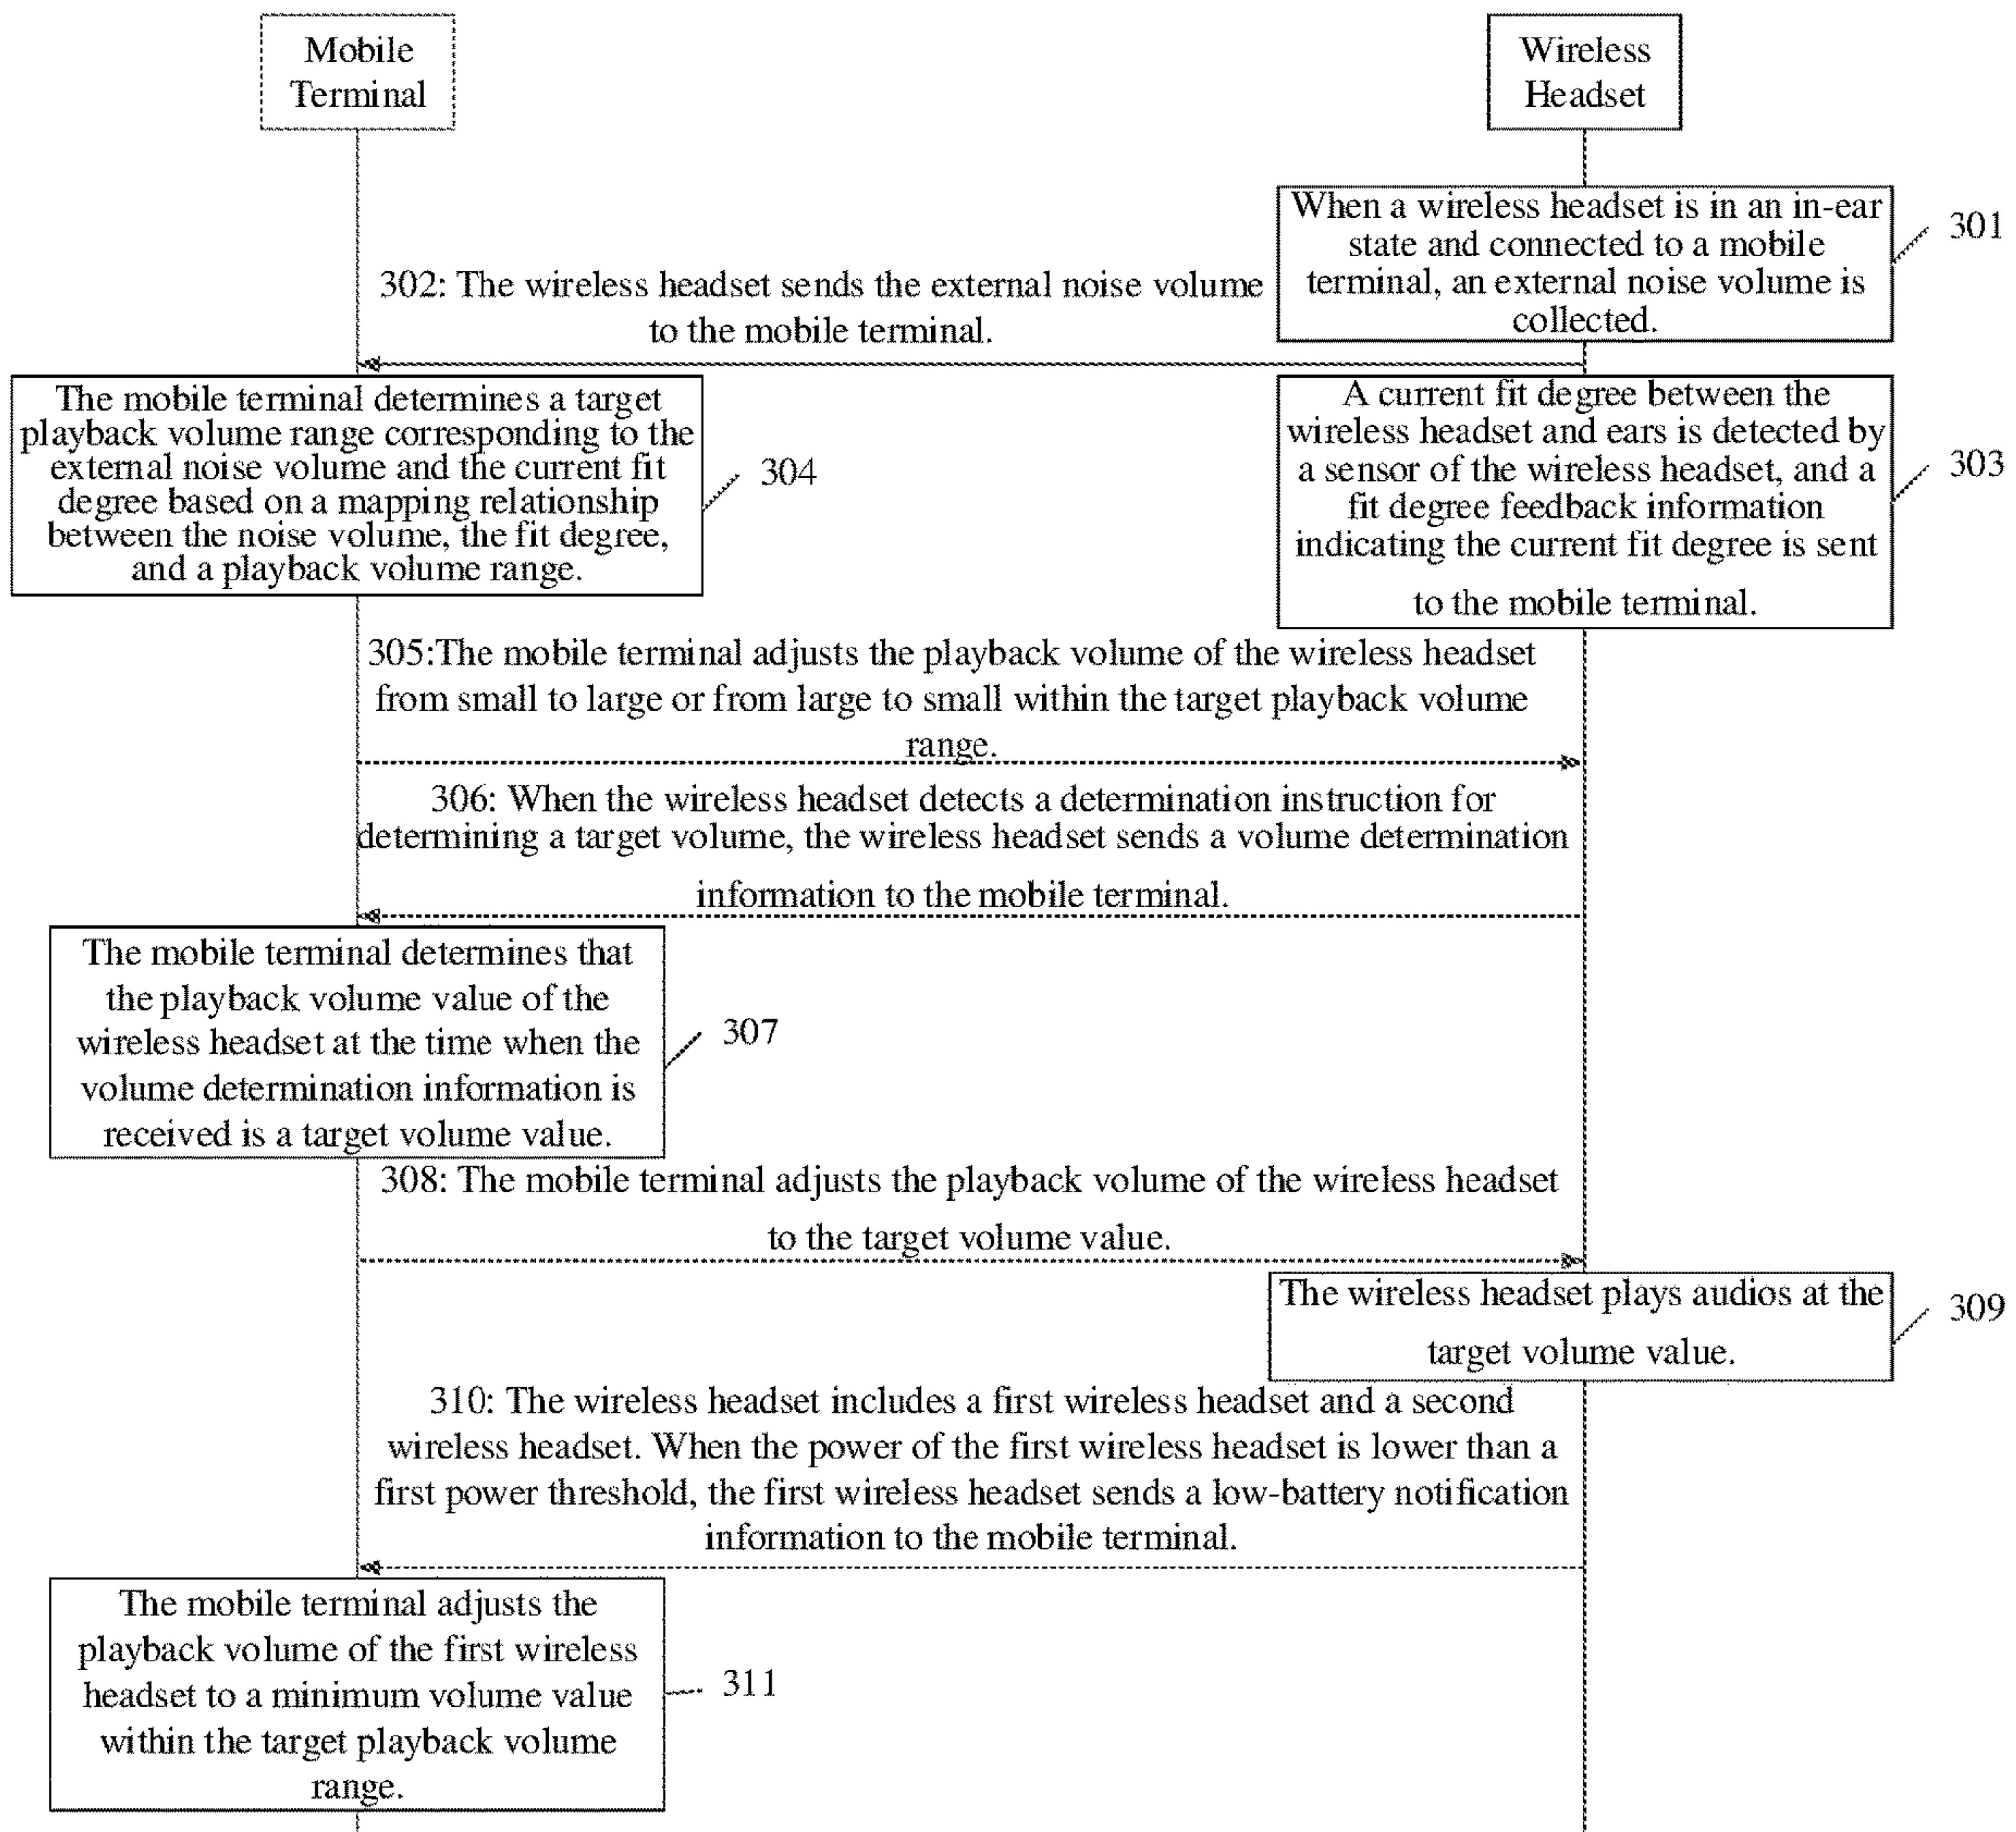 Mobile
Terminal
Wireless
Headset
When a wireless headset is in an in-ear
state and connected to a mobile
terminal, an external noise volume is
collected.
301
302: The wireless headset sends the external noise volume
to the mobile terminal.
The mobile terminal determines a target
playback volume range corresponding to the
external noise volume and the current fit
degree based on a mapping relationship
between the noise volume, the fit degree,
and a playback volume range.
304
A current fit degree between the
wireless headset and ears is detected by
a sensor of the wireless headset, and a
fit degree feedback information
indicating the current fit degree is sent
to the mobile terminal.
303
305:The mobile terminal adjusts the playback volume of the wireless headset
from small to large or from large to small within the target playback volume
range.
306: When the wireless headset detects a determination instruction for
determining a target volume, the wireless headset sends a volume determination
information to the mobile terminal.
The mobile terminal determines that
the playback volume value of the
wireless headset at the time when the
volume determination information is
received is a target volume value.
307
308: The mobile terminal adjusts the playback volume of the wireless headset
to the target volume value.
The wireless headset plays audios at the
target volume value.
309
310: The wireless headset includes a first wireless headset and a second
wireless headset. When the power of the first wireless headset is lower than a
first power threshold, the first wireless headset sends a low-battery notification
information to the mobile terminal.
The mobile terminal adjusts the
playback volume of the first wireless
headset to a minimum volume value
within the target playback volume
range.
311